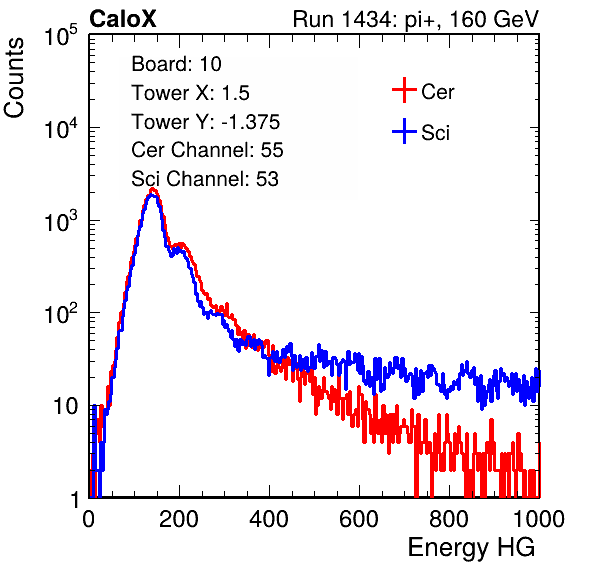 CaloX Run 1434: pi+, 160 GeV
Counts
10^5
10^4
10^3
10^2
10
1
Board: 10
Tower X: 1.5
Tower Y: -1.375
Cer Channel: 55
Sci Channel: 53
Cer
Sci
0 200 400 600 800 1000
Energy HG